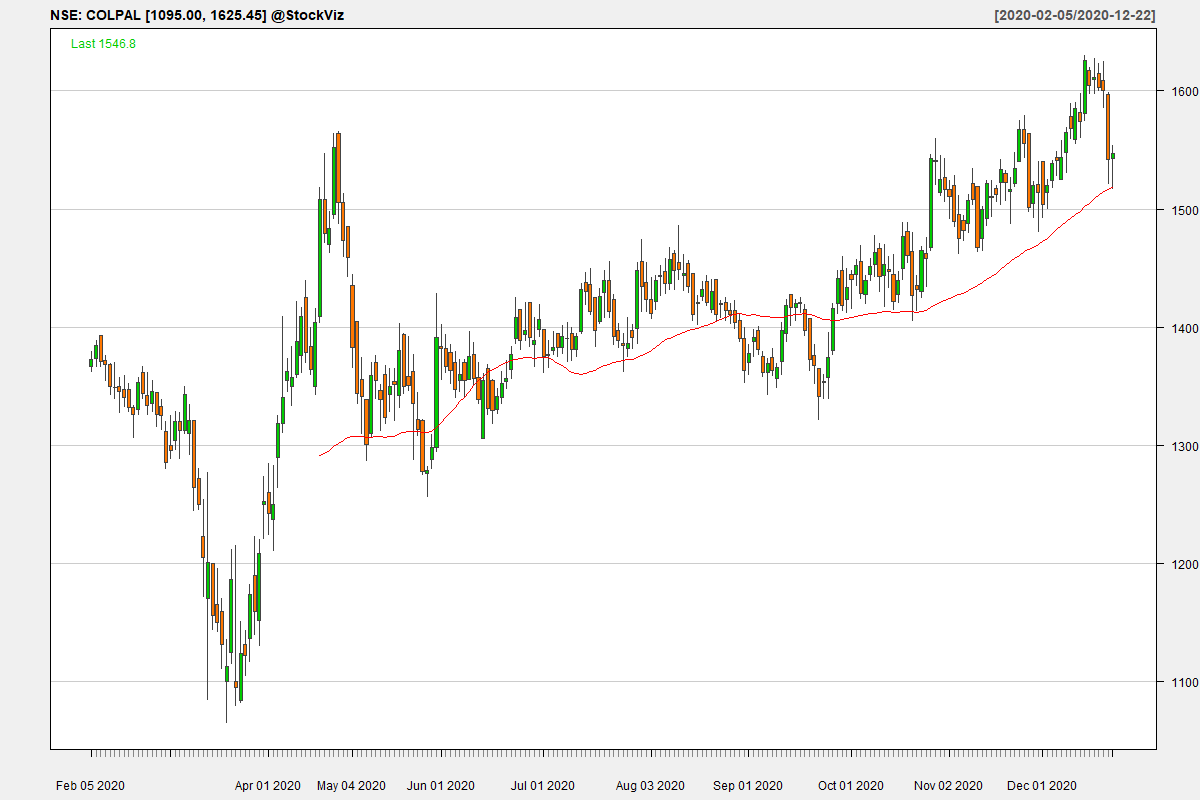 NSE: COLPAL [1095.00, 1625.45] @StockViz [2020-02-05/2020-12-22]
Last 1546.8
1600
1500
1400
1300
1200
1100
Feb 05 2020 Apr 01 2020 May 04 2020 Jun 01 2020 Jul 01 2020 Aug 03 2020 Sep 01 2020 Oct 01 2020 Nov 02 2020 Dec 01 2020